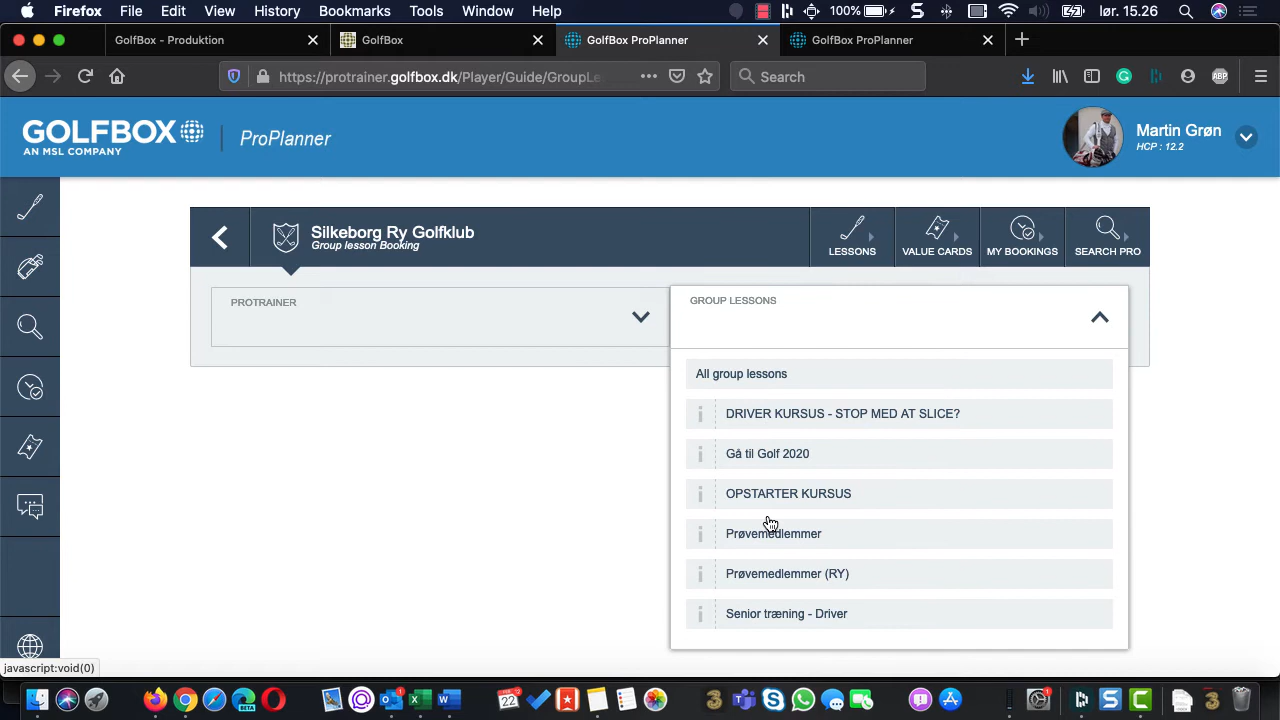 Firefox File Edit View History Bookmarks Tools Window Help 100% lør. 15.26
GolfBox - Produktion GolfBox GolfBox ProPlanner GolfBox ProPlanner
https://protrainer.golfbox.dk/Player/Guide/GroupLe Search
GOLFBOX
AN MSL COMPANY
ProPlanner
Martin Grøn
HCP : 12.2
Silkeborg Ry Golfklub
Group lesson Booking
LESSONS VALUE CARDS MY BOOKINGS SEARCH PRO
PROTRAINER
GROUP LESSONS
All group lessons
DRIVER KURSUS - STOP MED AT SLICE?
Gå til Golf 2020
OPSTARTER KURSUS
Prøvemedlemmer
Prøvemedlemmer (RY)
Senior træning - Driver
javascript:void(0)